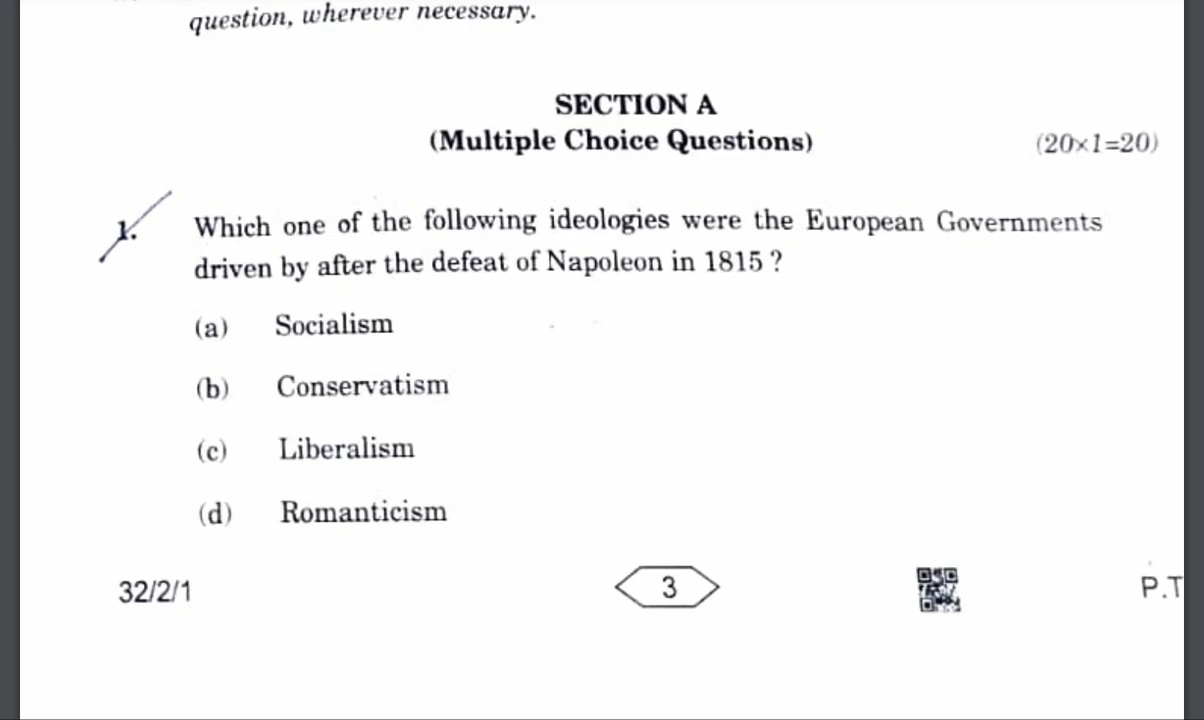 question, wherever necessary.
SECTION A
(Multiple Choice Questions)
(20×1=20)
1. Which one of the following ideologies were the European Governments
driven by after the defeat of Napoleon in 1815 ?
(a) Socialism
(b) Conservatism
(c) Liberalism
(d) Romanticism
32/2/1
3
P.T